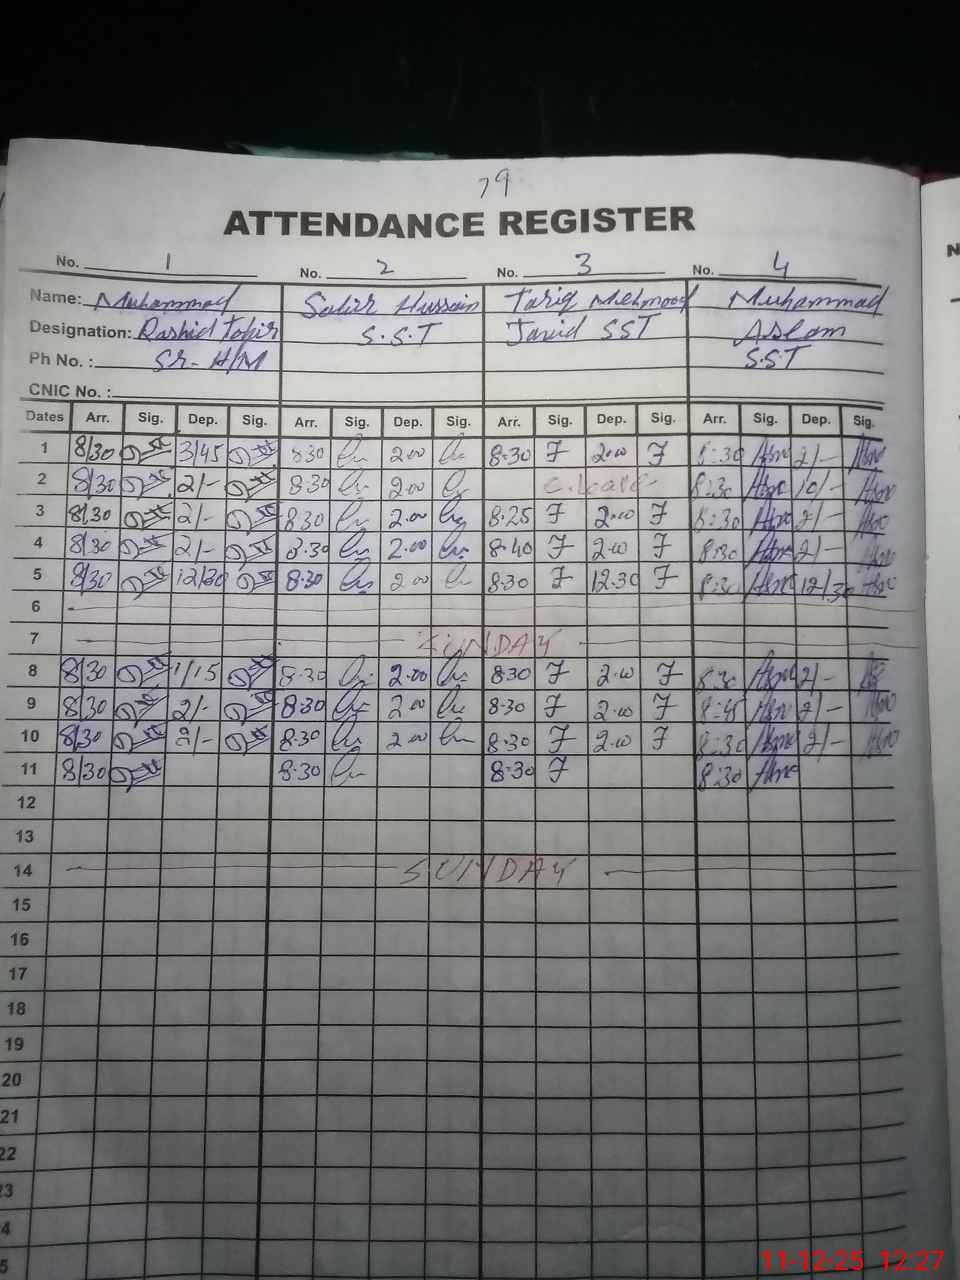 79
ATTENDANCE REGISTER
No. 1 No. 2 No. 3 No. 4
Name: Muhammad Sabir Hussain Tariq Mehmood Muhammad
Designation: Rashid S.S.T Javid SST Aslam
Ph No. : Sr- H/M S.S.T
CNIC No. :
Dates Arr. Sig. Dep. Sig. Arr. Sig. Dep. Sig. Arr. Sig. Dep. Sig. Arr. Sig. Dep. Sig.
1 8/30 3/45 8:30 2.00 8:30 2.00 8:30 2/-
2 8/30 2/- 8:30 2.00 C.Leave 8:30
3 8/30 2/- 8:30 2.00 8:25 2.00 8:30 2/-
4 8/30 2/- 8:30 2.00 8:40 2.00 8:30 2/-
5 8/30 12/30 8:30 2.00 8:30 12.30 8:30 12/30
6
7 SUNDAY
8 8/30 1/15 8:30 2.00 8:30 2.00 8:30 2/-
9 8/30 2/- 8:30 2.00 8:30 2.00 8:45 2/-
10 8/30 2/- 8:30 2.00 8:30 2.00 8:30 2/-
11 8/30 8:30 8:30 8:30
12
13
14 SUNDAY
15
16
17
18
19
20
21
22
23
4
5
11-12-25 12:27